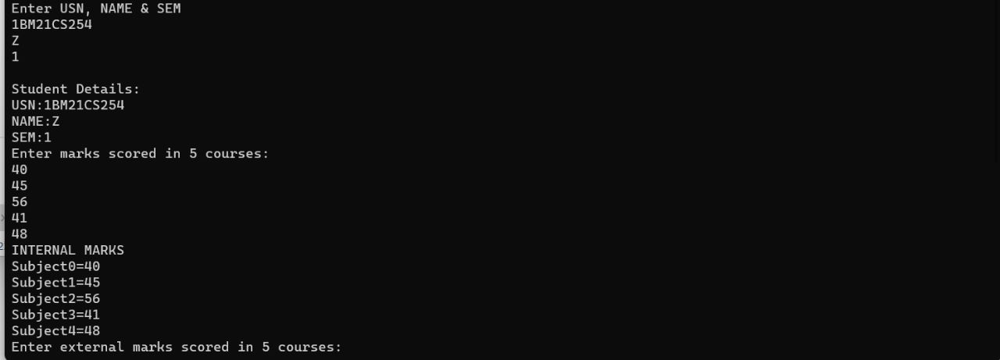 Enter USN, NAME & SEM
1BM21CS254
Z
1
Student Details:
USN:1BM21CS254
NAME:Z
SEM:1
Enter marks scored in 5 courses:
40
45
56
41
48
INTERNAL MARKS
Subject0=40
Subject1=45
Subject2=56
Subject3=41
Subject4=48
Enter external marks scored in 5 courses: